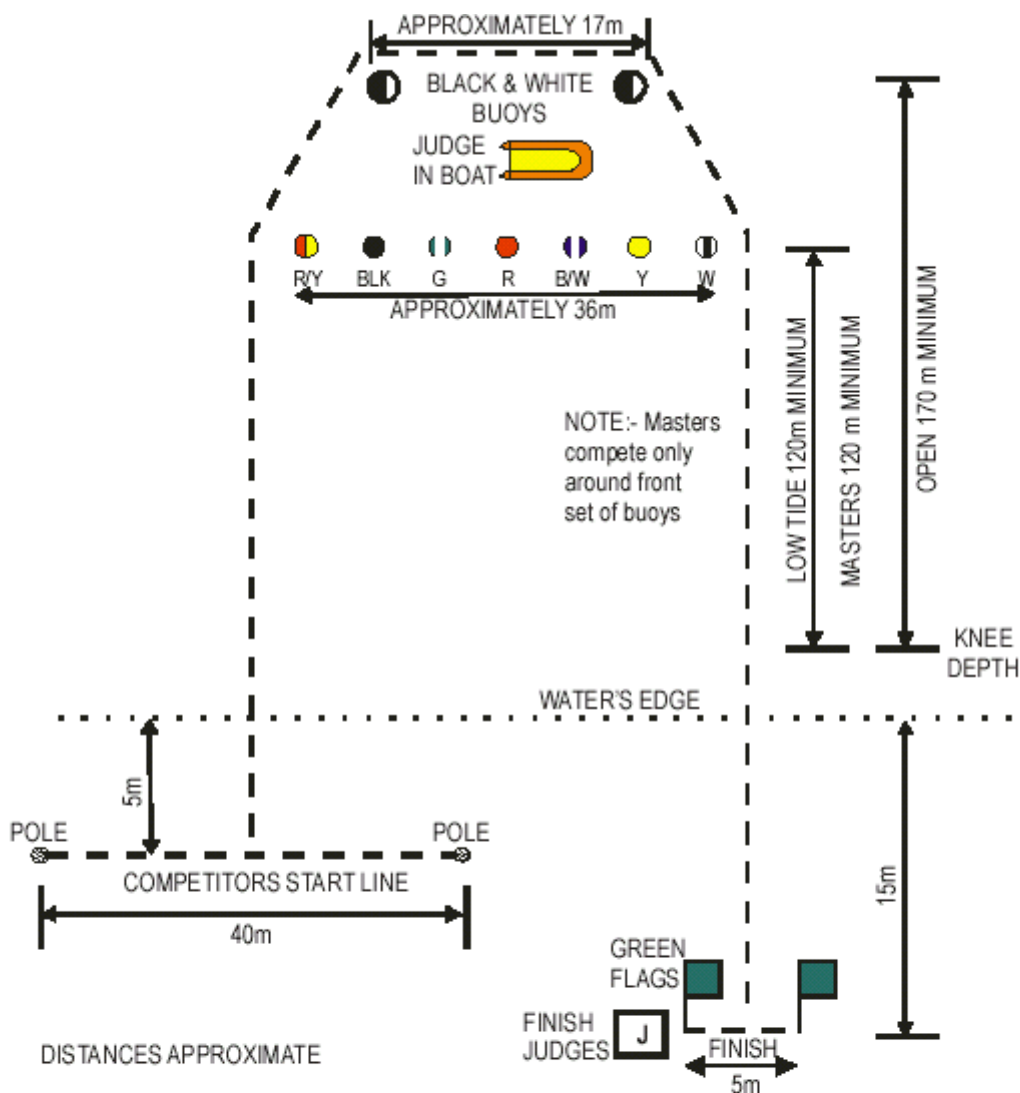 APPROXIMATELY 17m
BLACK & WHITE
BUOYS
JUDGE
IN BOAT
R/Y BLK G R B/W Y W
APPROXIMATELY 36m
NOTE:- Masters
compete only
around front
set of buoys
LOW TIDE 120m MINIMUM
MASTERS 120 m MINIMUM
OPEN 170 m MINIMUM
KNEE
DEPTH
WATER'S EDGE
5m
POLE POLE
COMPETITORS START LINE
40m
15m
GREEN
FLAGS
FINISH
JUDGES
J
FINISH
5m
DISTANCES APPROXIMATE